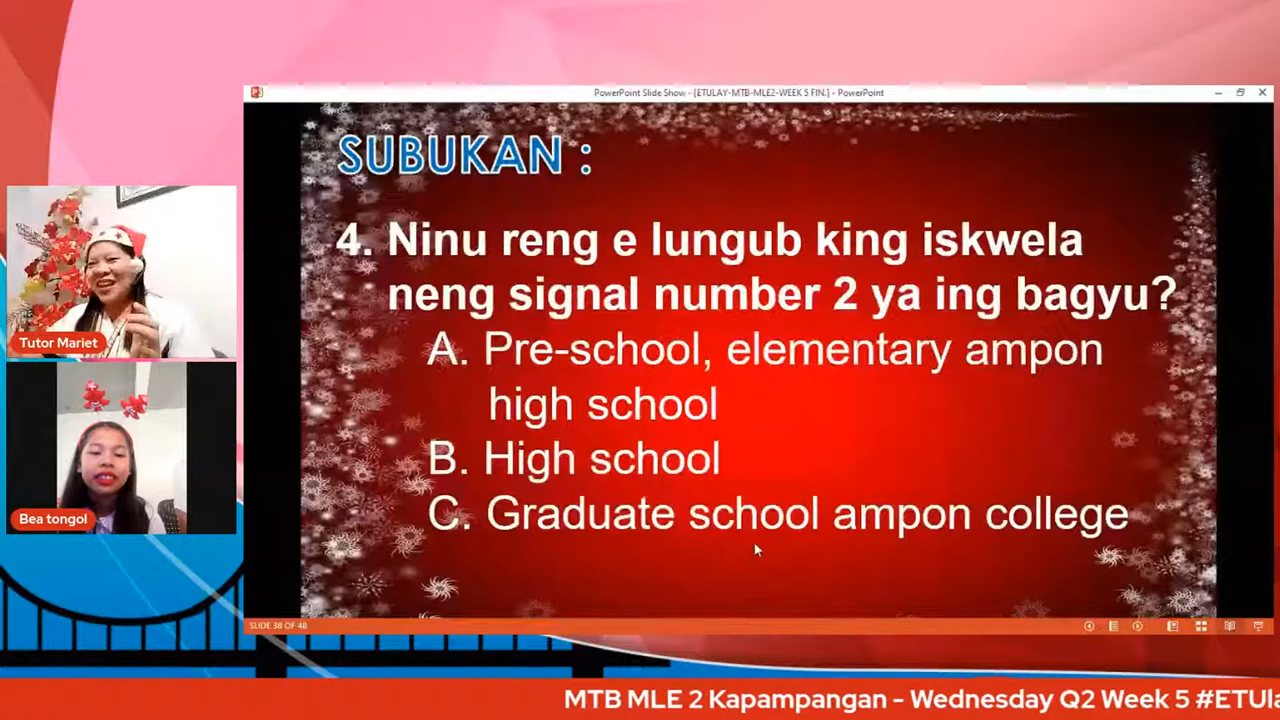 PowerPoint Slide Show - [ETULAY-MTB-MLE2-WEEK 5 FIN.] - PowerPoint
SUBUKAN :
4. Ninu reng e lungub king iskwela
neng signal number 2 ya ing bagyu?
A. Pre-school, elementary ampon
high school
B. High school
C. Graduate school ampon college
Tutor Mariet
Bea tongol
SLIDE 38 OF 48
MTB MLE 2 Kapampangan - Wednesday Q2 Week 5 #ETUla